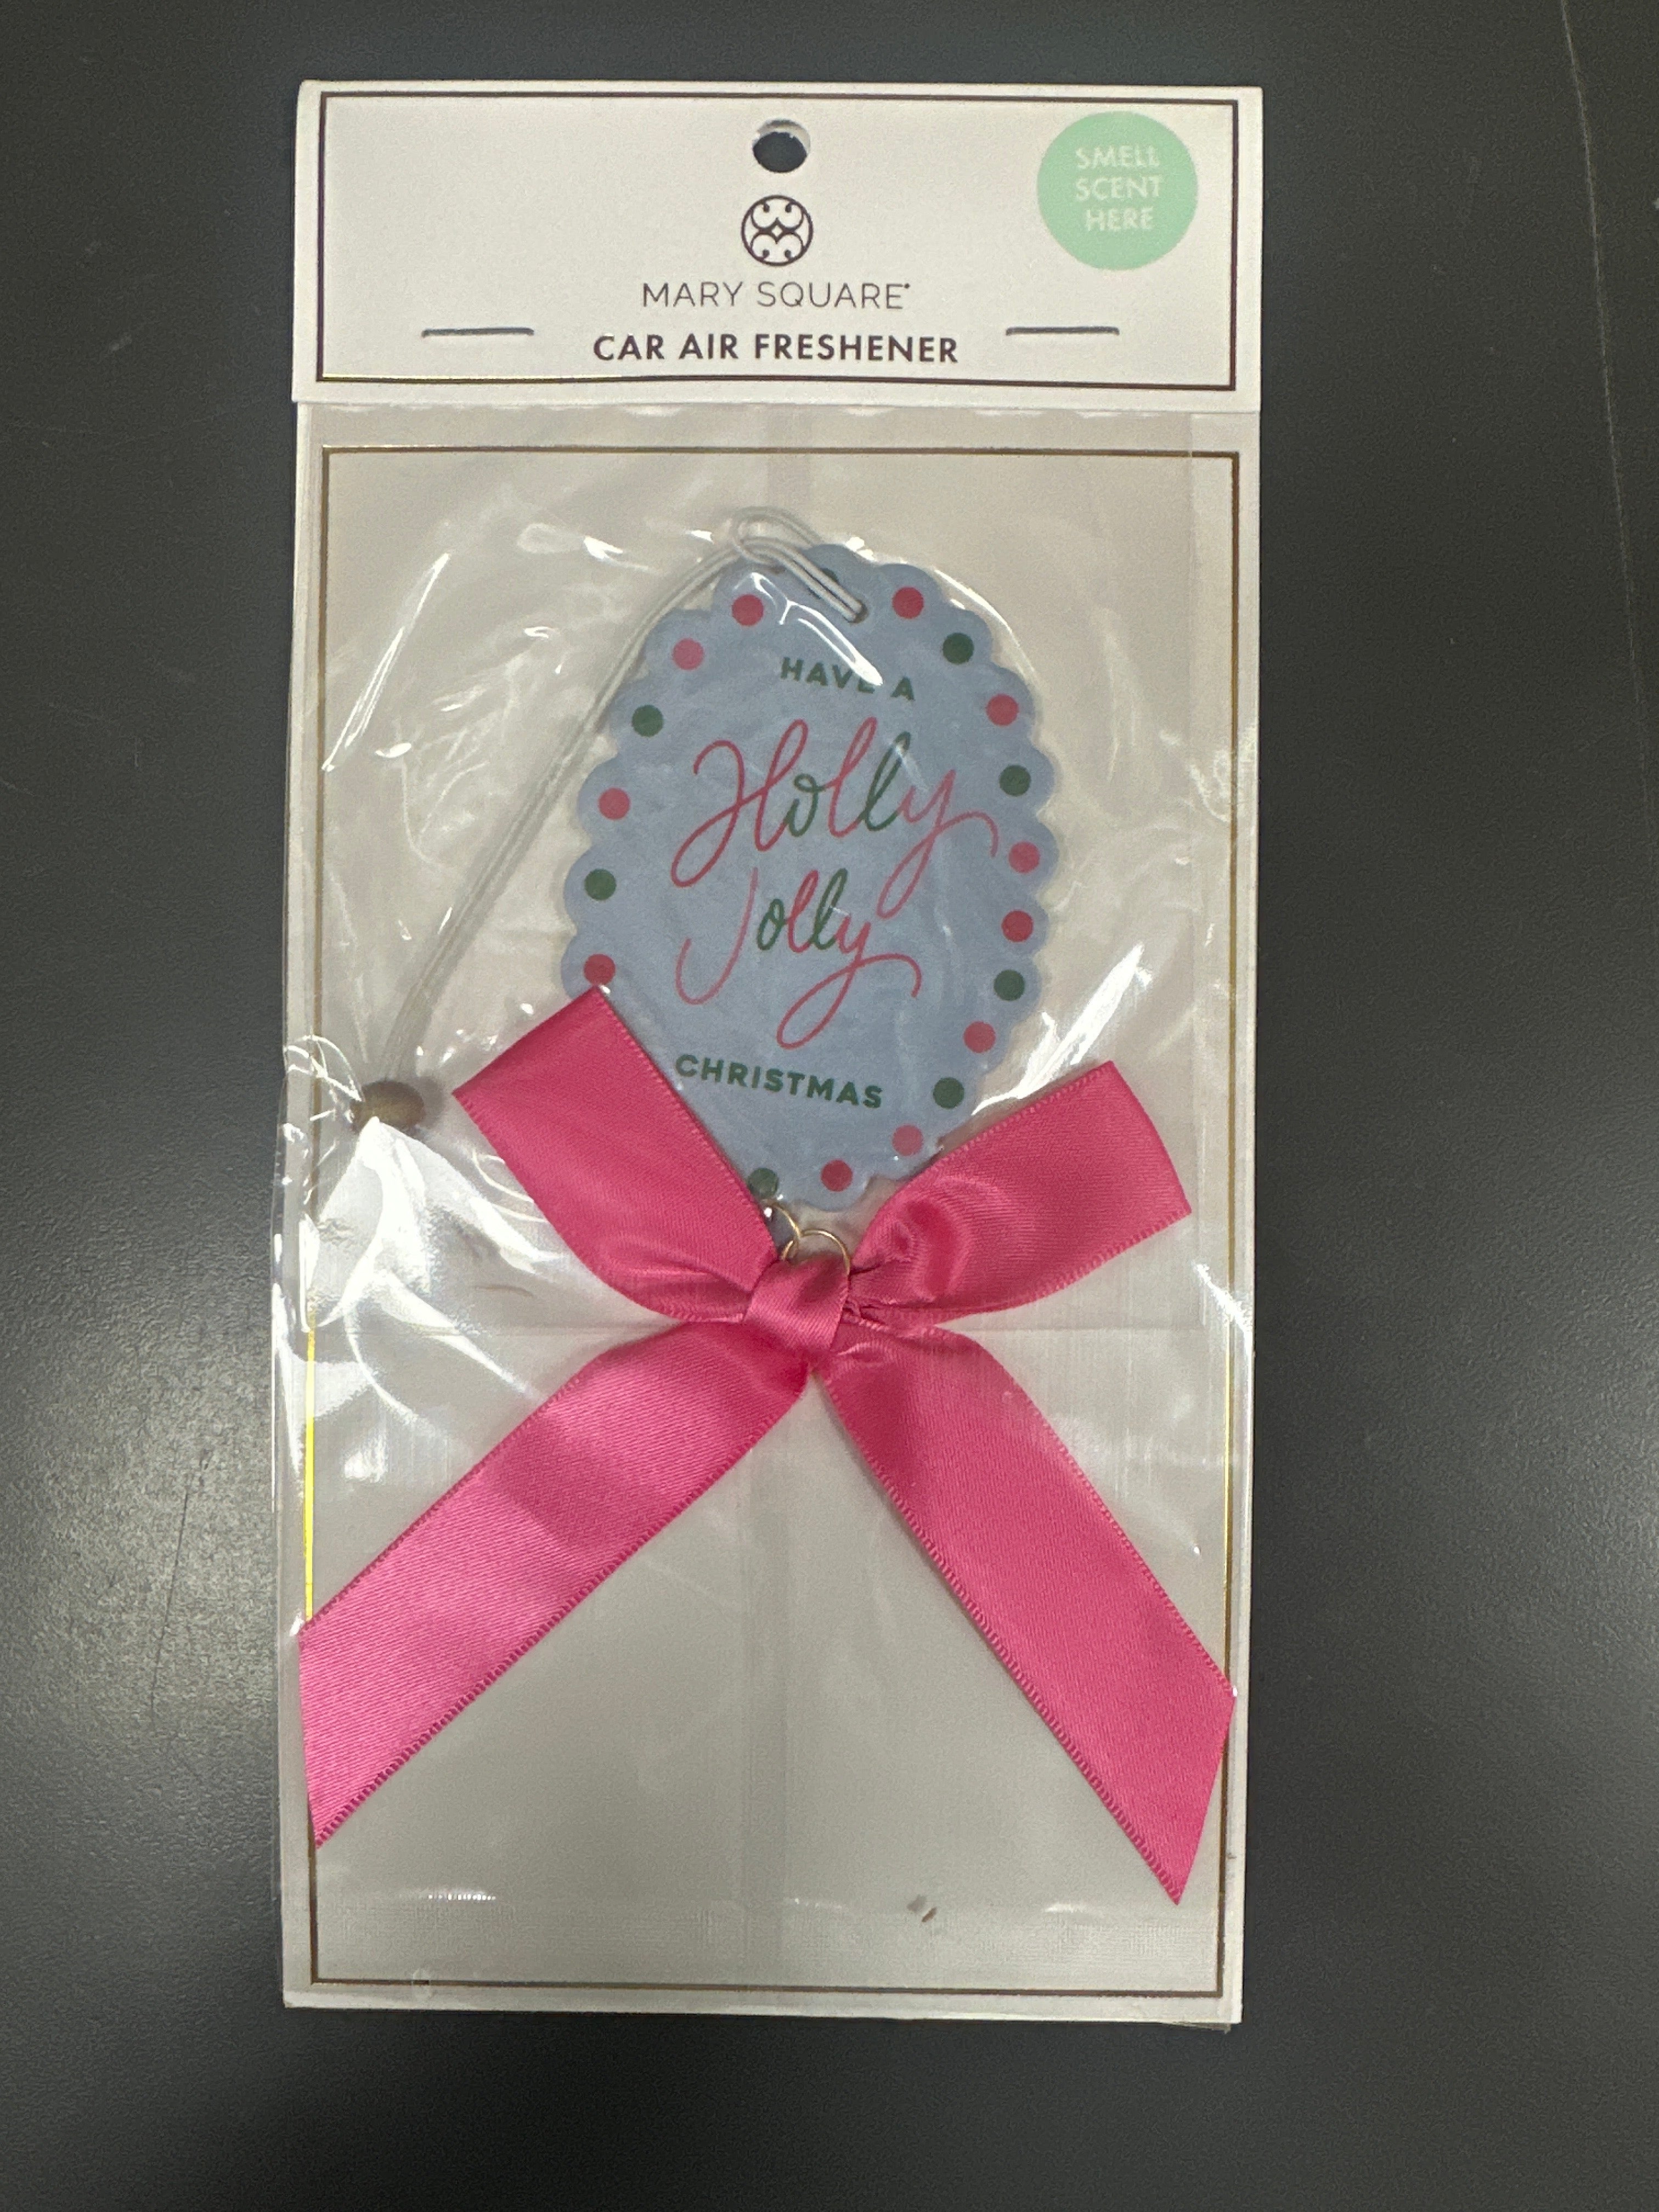 SMELL
SCENT
HERE
MARY SQUARE
CAR AIR FRESHENER
HAVE A
Holly
Jolly
CHRISTMAS